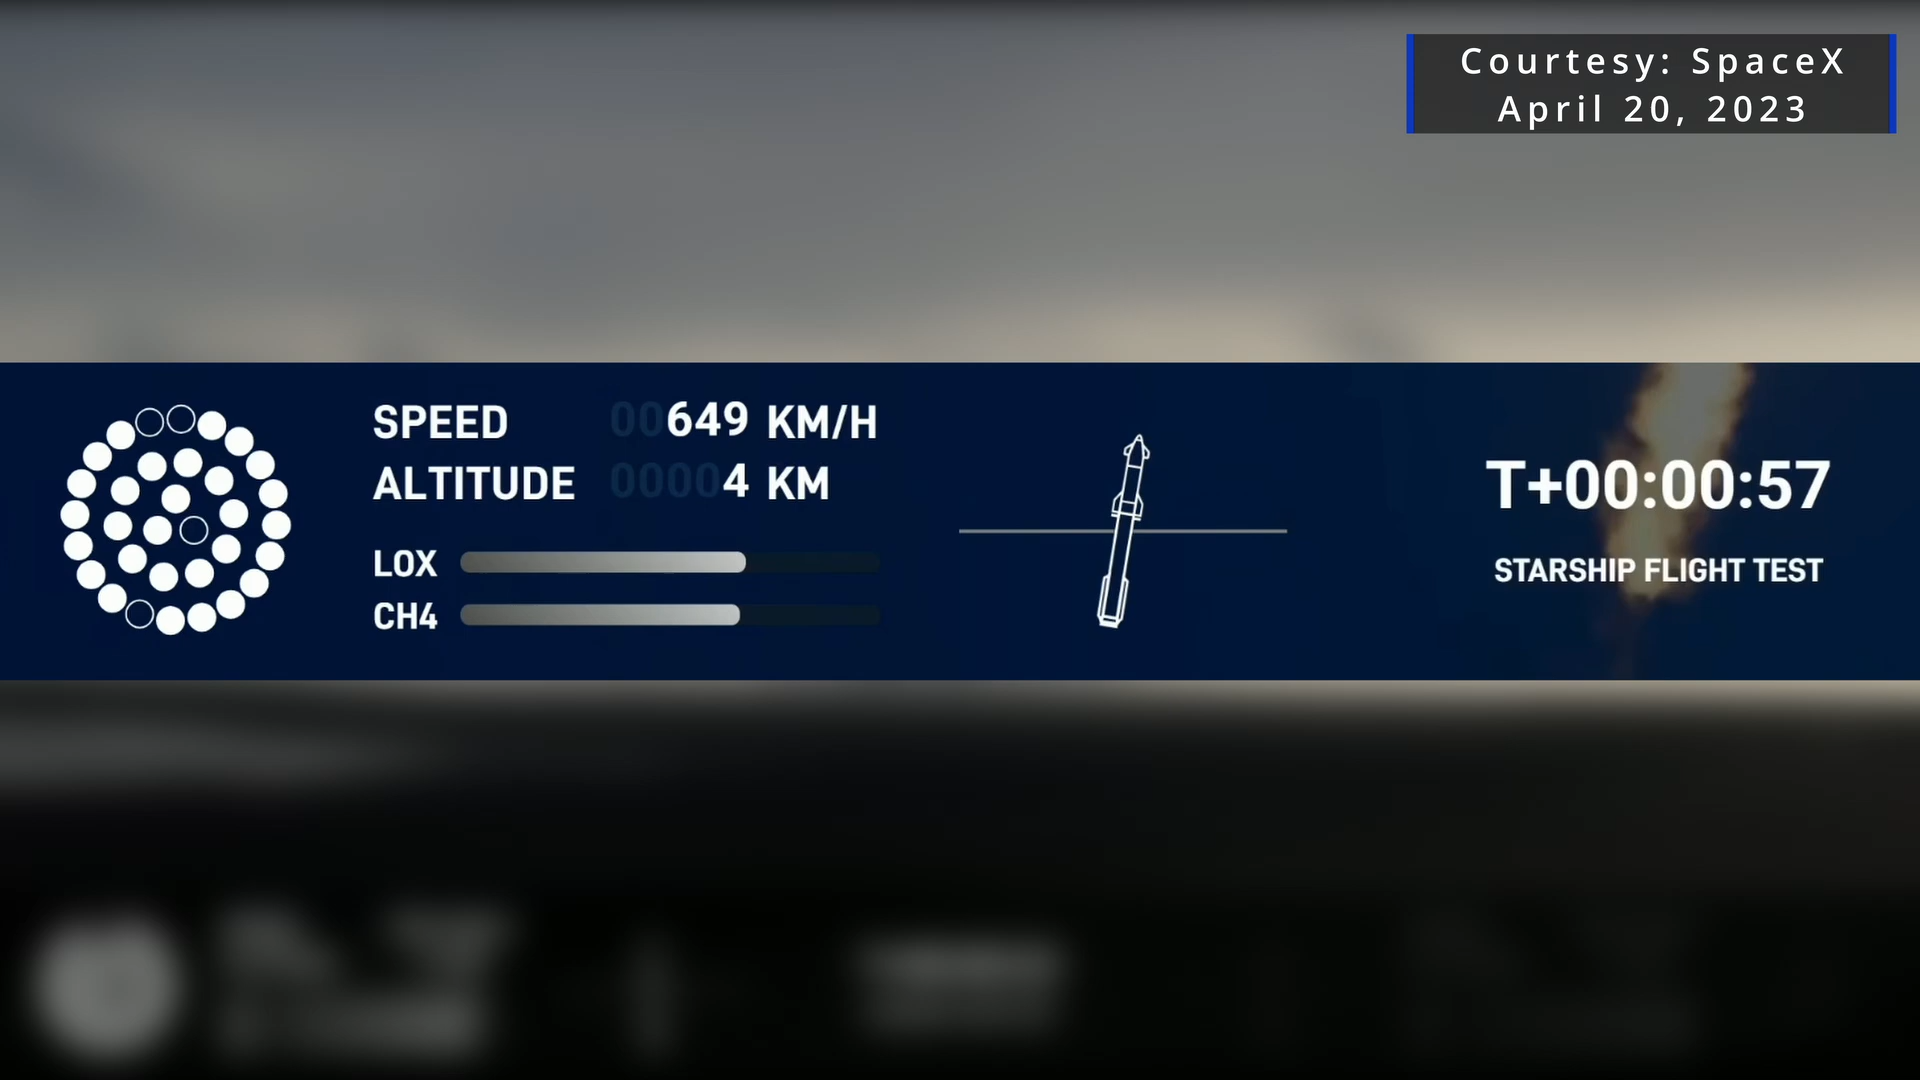 Courtesy: SpaceX
April 20, 2023
SPEED 00649 KM/H
ALTITUDE 00004 KM
LOX
CH4
T+00:00:57
STARSHIP FLIGHT TEST